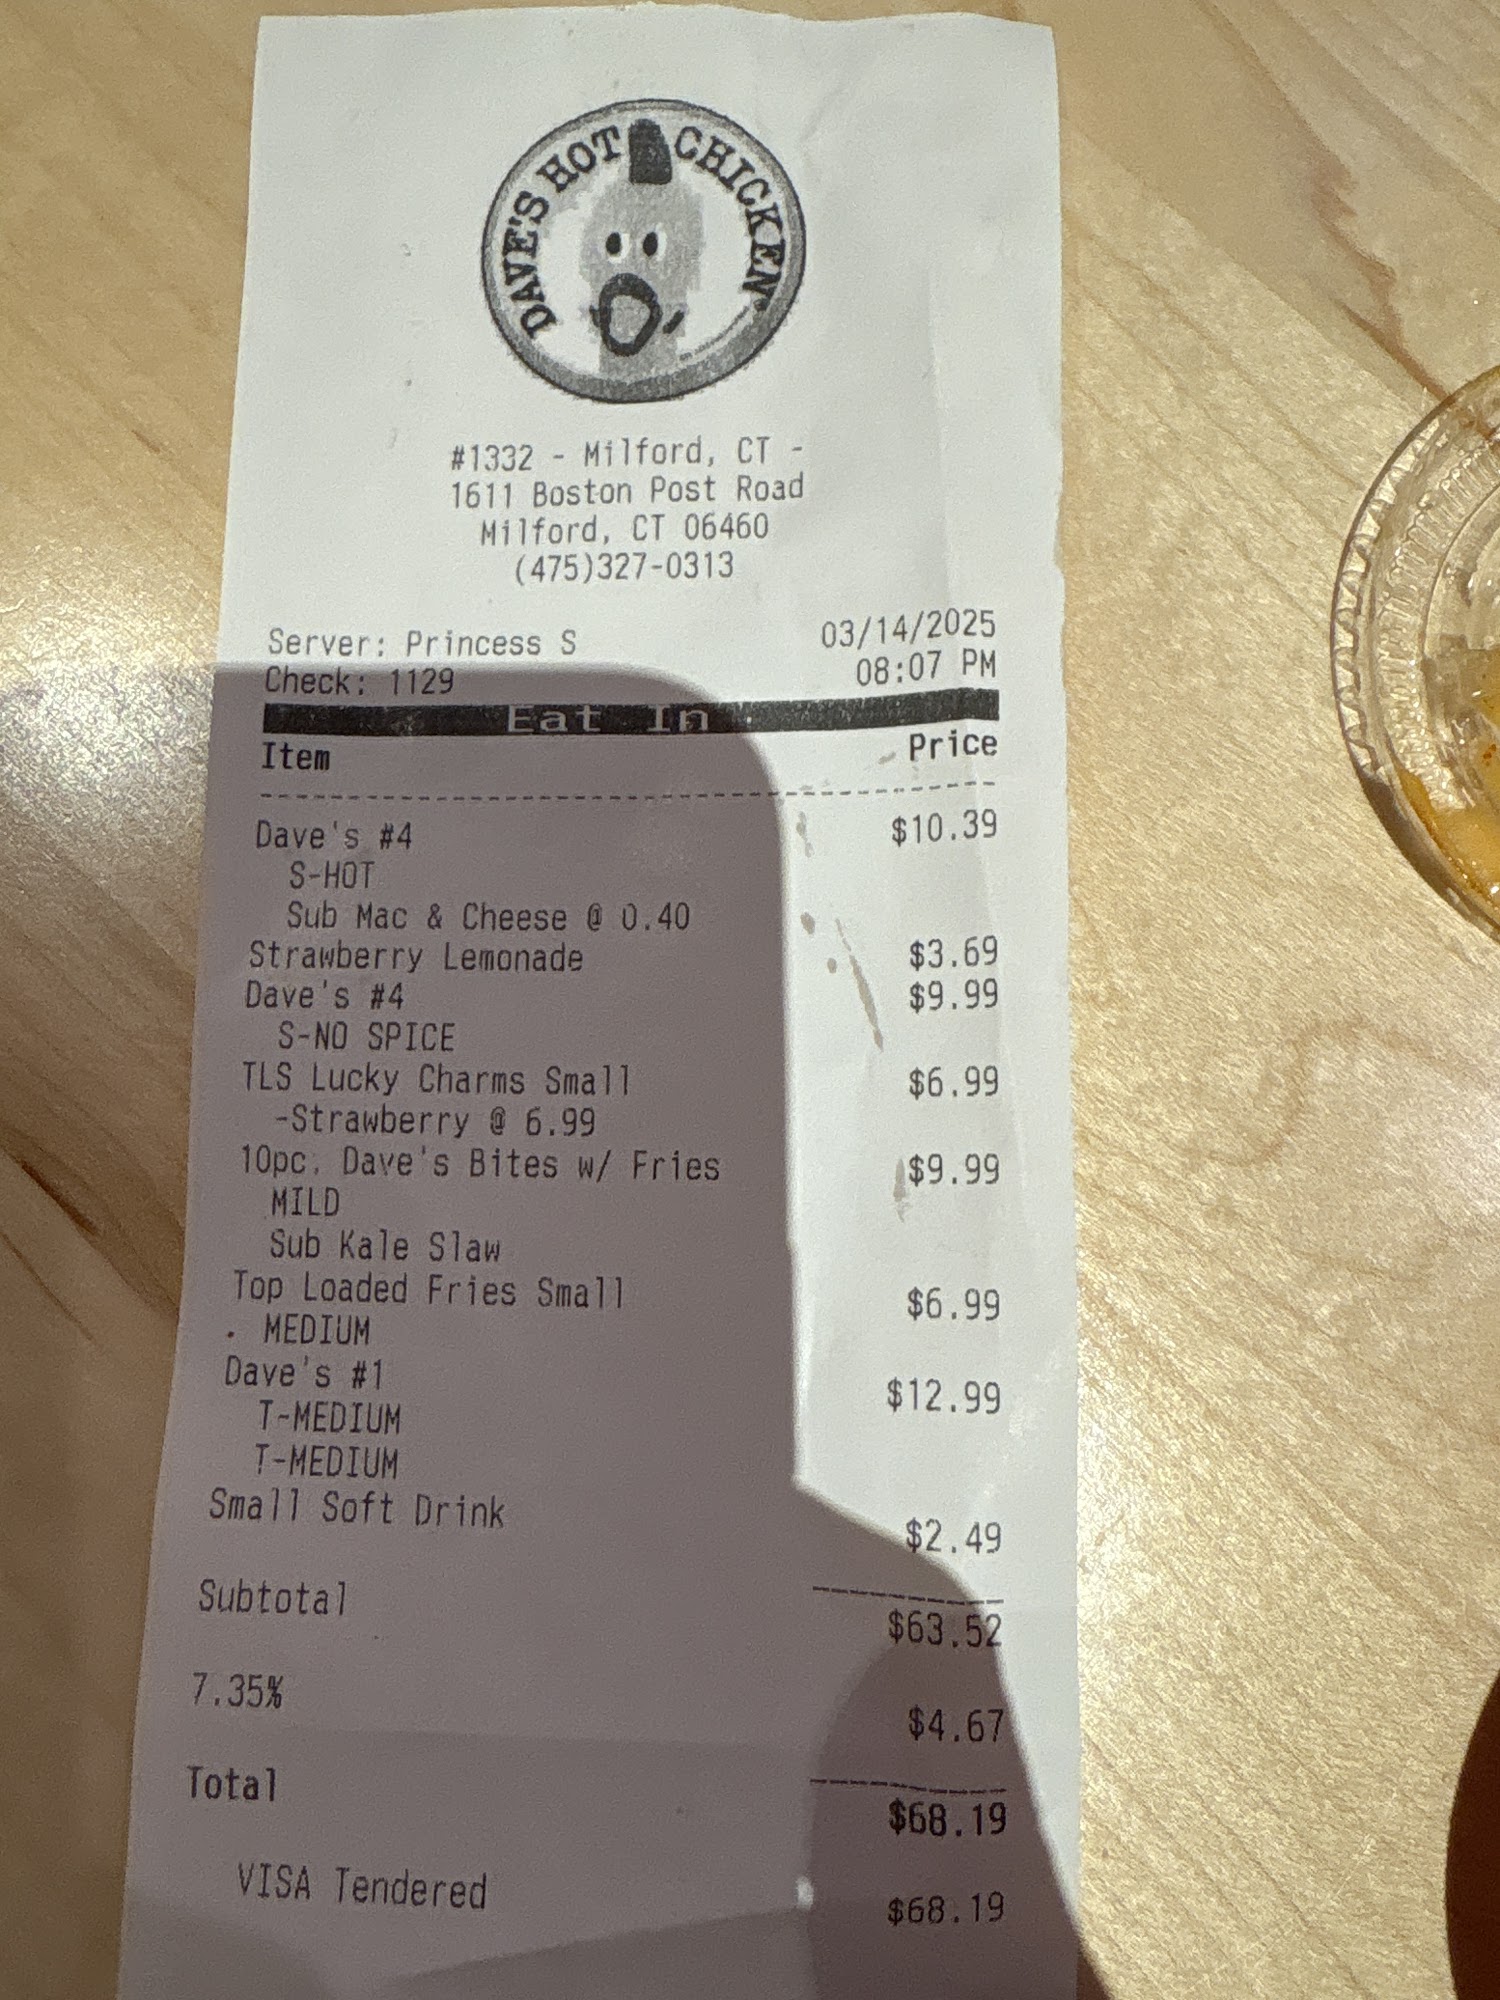 DAVE'S HOT CHICKEN
#1332 - Milford, CT -
1611 Boston Post Road
Milford, CT 06460
(475)327-0313
Server: Princess S 03/14/2025
Check: 1129 08:07 PM
Eat In
Item Price
Dave's #4 $10.39
S-HOT
Sub Mac & Cheese @ 0.40
Strawberry Lemonade $3.69
Dave's #4 $9.99
S-NO SPICE
TLS Lucky Charms Small $6.99
-Strawberry @ 6.99
10pc. Dave's Bites w/ Fries $9.99
MILD
Sub Kale Slaw
Top Loaded Fries Small $6.99
MEDIUM
Dave's #1 $12.99
T-MEDIUM
T-MEDIUM
Small Soft Drink $2.49
Subtotal $63.52
7.35% $4.67
Total $68.19
VISA Tendered $68.19